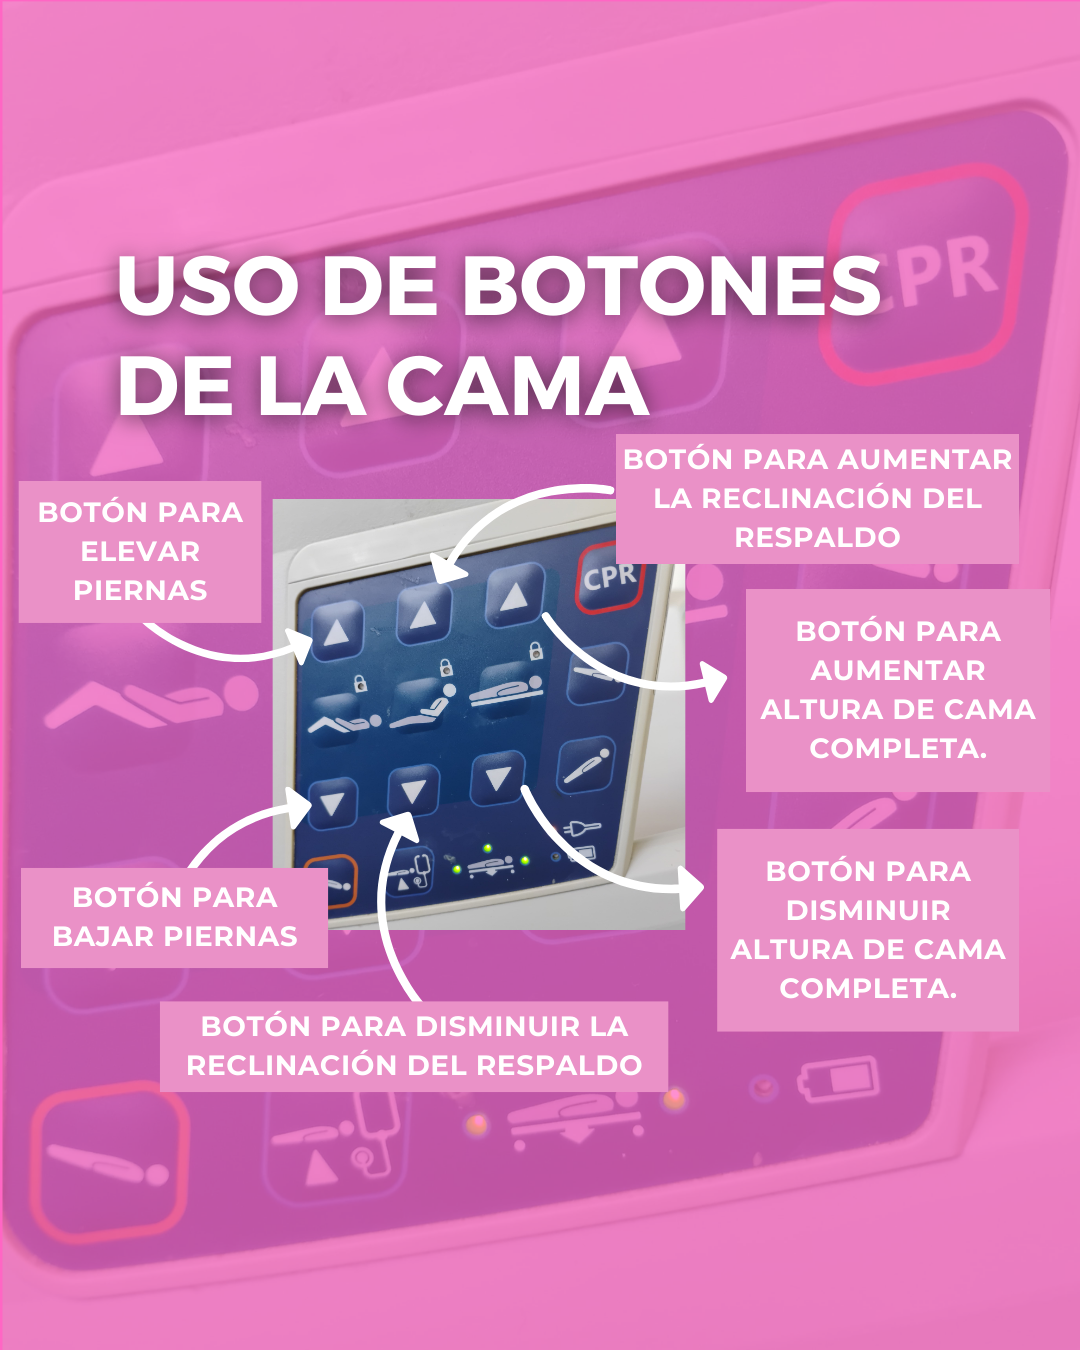 USO DE BOTONES
DE LA CAMA
CPR
BOTÓN PARA AUMENTAR
LA RECLINACIÓN DEL
RESPALDO
BOTÓN PARA
ELEVAR
PIERNAS
CPR
BOTÓN PARA
AUMENTAR
ALTURA DE CAMA
COMPLETA.
BOTÓN PARA
DISMINUIR
ALTURA DE CAMA
COMPLETA.
BOTÓN PARA
BAJAR PIERNAS
BOTÓN PARA DISMINUIR LA
RECLINACIÓN DEL RESPALDO